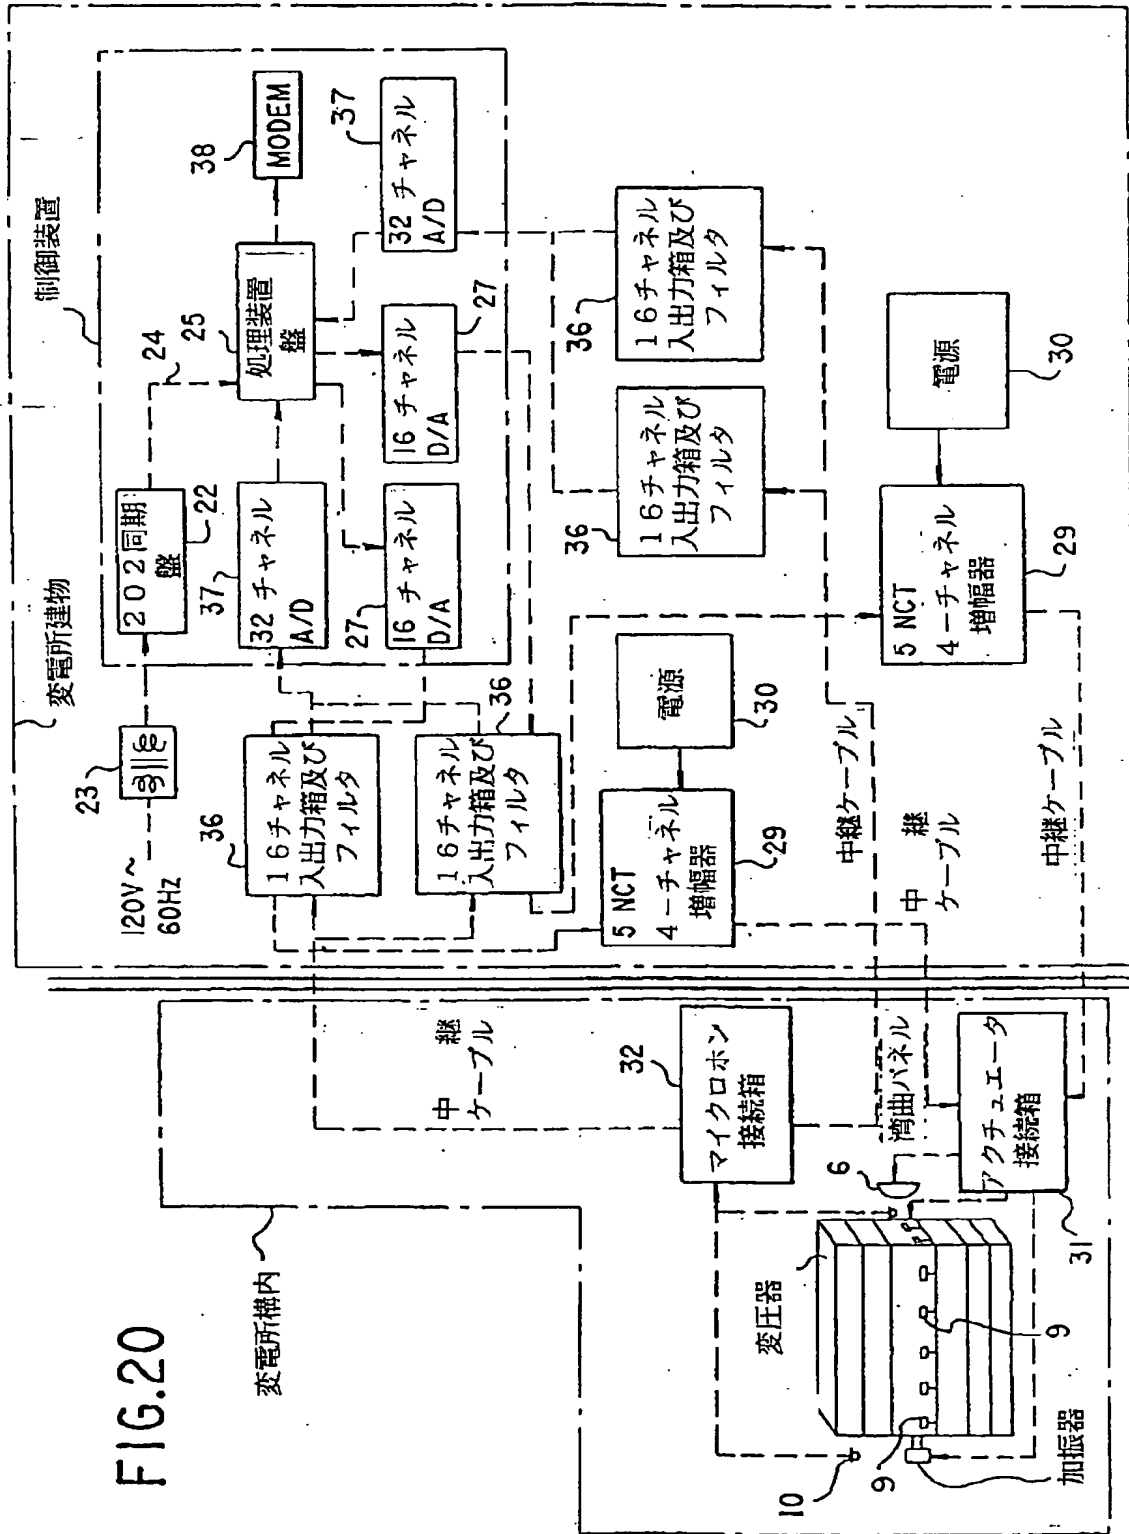 FIG.20
変電所構内
変電所建物
制御装置
120V~
60Hz
23
202同期
盤
22
24
25
処理装置
盤
38
MODEM
37
32 チャネル
A/D
37
32 チャネル
A/D
27
16 チャネル
D/A
16 チャネル
D/A
27
36
16チャネル
入出力箱及び
フィルタ
16チャネル
入出力箱及び
フィルタ
36
36
16チャネル
入出力箱及び
フィルタ
36
16チャネル
入出力箱及び
フィルタ
5 NCT
4ーチャネル
増幅器
29
電源
30
5 NCT
4ーチャネル
増幅器
29
電源
30
中継ケーブル
中継
ケーブル
中継ケーブル
中継
ケーブル
32
マイクロホン
接続箱
湾曲パネル
6
アクチュエータ
接続箱
31
変圧器
9
9
10
加振器